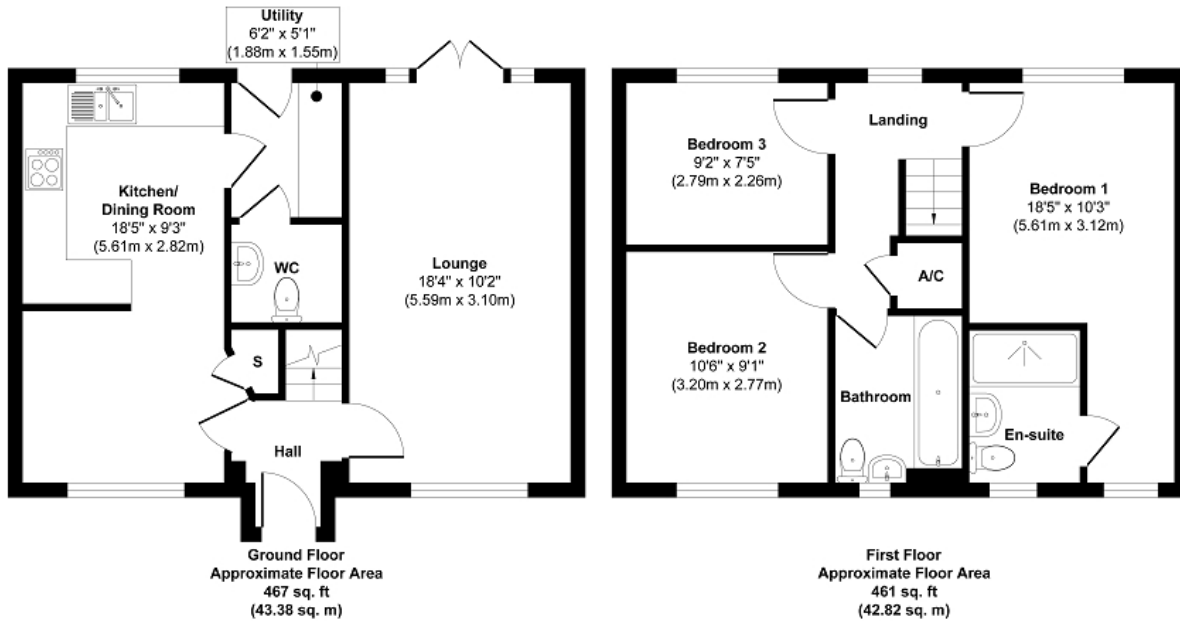 Utility
6'2" x 5'1"
(1.88m x 1.55m)
Kitchen/
Dining Room
18'5" x 9'3"
(5.61m x 2.82m)
WC
Lounge
18'4" x 10'2"
(5.59m x 3.10m)
S
Hall
Ground Floor
Approximate Floor Area
467 sq. ft
(43.38 sq. m)
Landing
Bedroom 3
9'2" x 7'5"
(2.79m x 2.26m)
Bedroom 1
18'5" x 10'3"
(5.61m x 3.12m)
A/C
Bedroom 2
10'6" x 9'1"
(3.20m x 2.77m)
Bathroom
En-suite
First Floor
Approximate Floor Area
461 sq. ft
(42.82 sq. m)